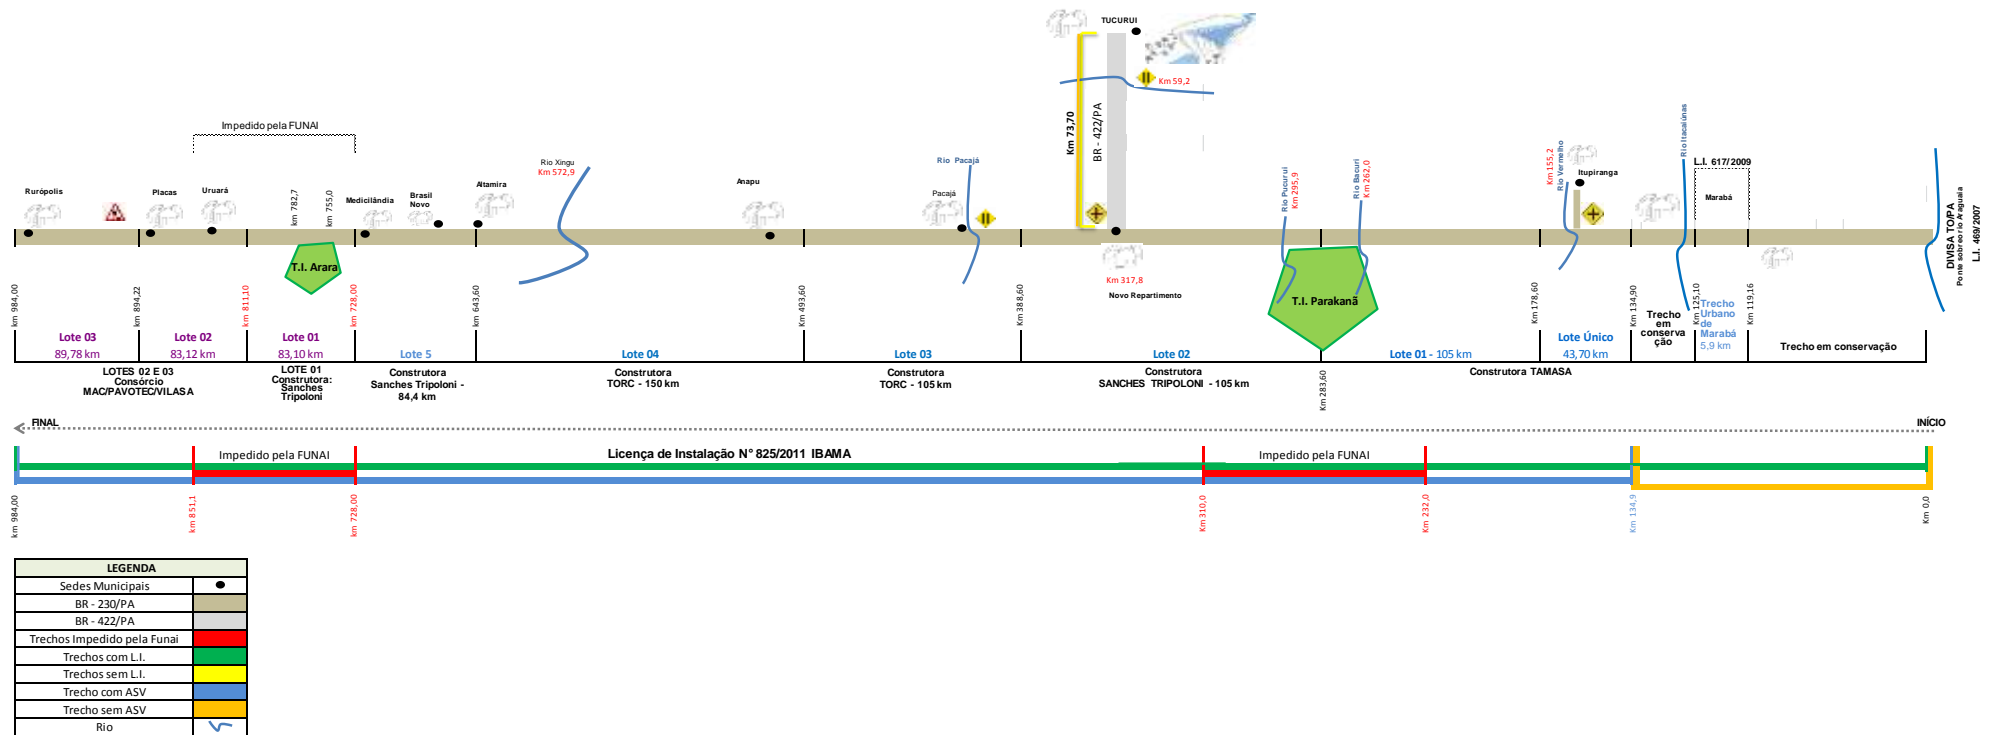 TUCURUI
Km 59,2
Km 73,70
BR - 422/PA
Impedido pela FUNAI
Rurópolis
Placas
Uruará
km 782,7
km 755,0
Medicilândia
Brasil
Novo
Altamira
Rio Xingu
Km 572,9
Anapu
Rio Pacajá
Pacajá
Rio Pucurui
Km 295,9
Rio Bacuri
Km 262,0
Km 155,2
Rio Vermelho
Itupiranga
Rio Itacaiúnas
L.I. 617/2009
Marabá
DIVISA TO/PA
Ponte sobre o rio Araguaia
L.I. 469/2007
T.I. Arara
T.I. Parakanã
Km 317,8
Novo Repartimento
km 984,00
km 894,22
km 811,10
km 728,00
Km 643,60
Km 493,60
Km 388,60
Km 283,60
Km 178,60
Km 134,90
Km 125,10
Km 119,16
Lote 03
89,78 km
Lote 02
83,12 km
Lote 01
83,10 km
Lote 5
Lote 04
Lote 03
Lote 02
Lote 01 - 105 km
Lote Único
43,70 km
Trecho
em
conserva
ção
Trecho
Urbano
de
Marabá
5,9 km
Trecho em conservação
LOTES 02 E 03
Consórcio
MAC/PAVOTEC/VILASA
LOTE 01
Construtora:
Sanches
Tripoloni
Construtora
Sanches Tripoloni -
84,4 km
Construtora
TORC - 150 km
Construtora
TORC - 105 km
Construtora
SANCHES TRIPOLONI - 105 km
Construtora TAMASA
FINAL
INÍCIO
Impedido pela FUNAI
Licença de Instalação N° 825/2011 IBAMA
Impedido pela FUNAI
km 984,00
km 851,1
km 728,00
Km 310,0
Km 232,0
Km 134,9
Km 0,0
LEGENDA
Sedes Municipais
BR - 230/PA
BR - 422/PA
Trechos Impedido pela Funai
Trechos com L.I.
Trechos sem L.I.
Trecho com ASV
Trecho sem ASV
Rio